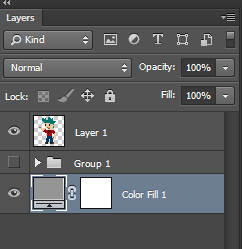 Layers
Kind
Normal Opacity: 100%
Lock: Fill: 100%
Layer 1
Group 1
Color Fill 1